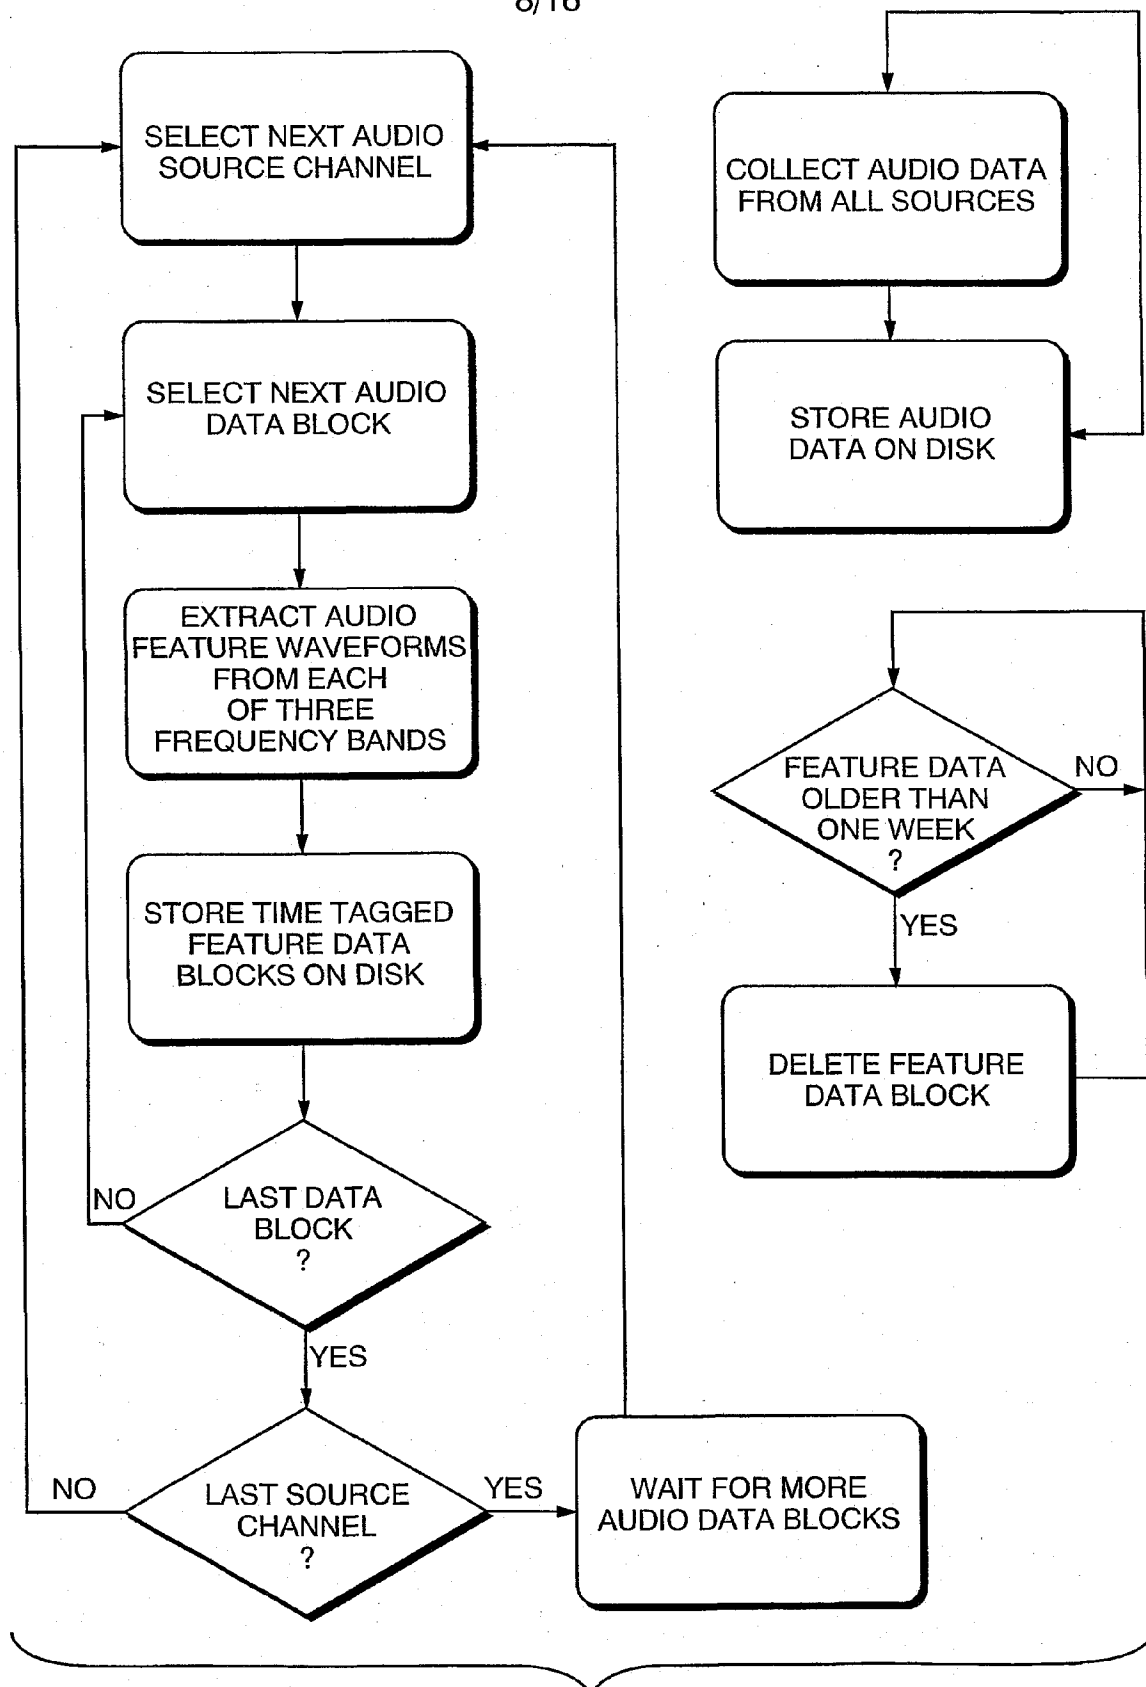 8/16
SELECT NEXT AUDIO
SOURCE CHANNEL
SELECT NEXT AUDIO
DATA BLOCK
EXTRACT AUDIO
FEATURE WAVEFORMS
FROM EACH
OF THREE
FREQUENCY BANDS
STORE TIME TAGGED
FEATURE DATA
BLOCKS ON DISK
NO
LAST DATA
BLOCK
?
YES
NO
LAST SOURCE
CHANNEL
?
YES
WAIT FOR MORE
AUDIO DATA BLOCKS
COLLECT AUDIO DATA
FROM ALL SOURCES
STORE AUDIO
DATA ON DISK
FEATURE DATA
OLDER THAN
ONE WEEK
?
NO
YES
DELETE FEATURE
DATA BLOCK